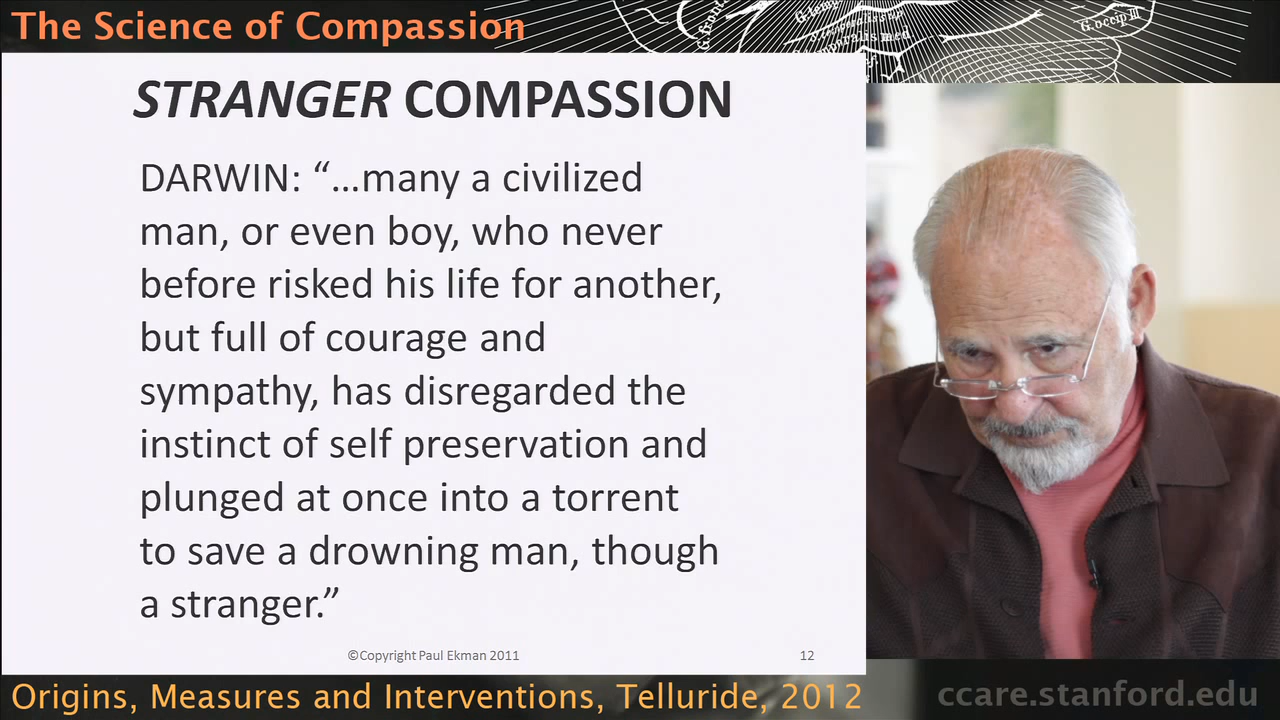 The Science of Compassion
G.occip III
STRANGER COMPASSION
DARWIN: “...many a civilized
man, or even boy, who never
before risked his life for another,
but full of courage and
sympathy, has disregarded the
instinct of self preservation and
plunged at once into a torrent
to save a drowning man, though
a stranger.”
©Copyright Paul Ekman 2011
12
Origins, Measures and Interventions, Telluride, 2012
ccare.stanford.edu